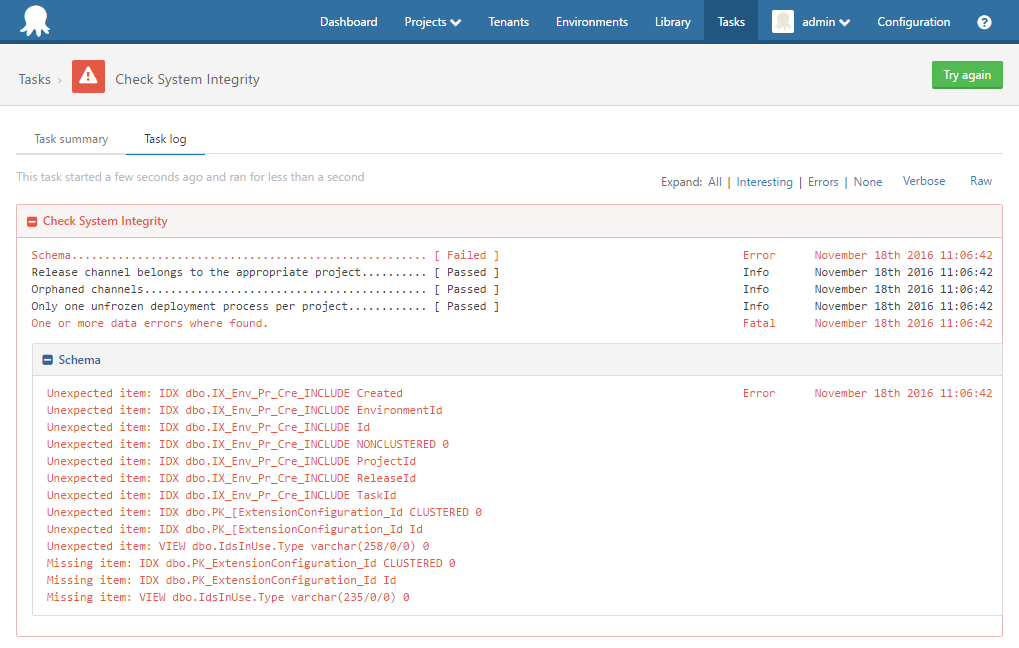 Dashboard Projects Tenants Environments Library Tasks admin Configuration ?
Tasks › Check System Integrity Try again
Task summary Task log
This task started a few seconds ago and ran for less than a second
Expand: All | Interesting | Errors | None Verbose Raw
Check System Integrity
Schema...................................................... [ Failed ] Error November 18th 2016 11:06:42
Release channel belongs to the appropriate project.......... [ Passed ] Info November 18th 2016 11:06:42
Orphaned channels........................................... [ Passed ] Info November 18th 2016 11:06:42
Only one unfrozen deployment process per project............ [ Passed ] Info November 18th 2016 11:06:42
One or more data errors where found. Fatal November 18th 2016 11:06:42
Schema
Unexpected item: IDX dbo.IX_Env_Pr_Cre_INCLUDE Created Error November 18th 2016 11:06:42
Unexpected item: IDX dbo.IX_Env_Pr_Cre_INCLUDE EnvironmentId
Unexpected item: IDX dbo.IX_Env_Pr_Cre_INCLUDE Id
Unexpected item: IDX dbo.IX_Env_Pr_Cre_INCLUDE NONCLUSTERED 0
Unexpected item: IDX dbo.IX_Env_Pr_Cre_INCLUDE ProjectId
Unexpected item: IDX dbo.IX_Env_Pr_Cre_INCLUDE ReleaseId
Unexpected item: IDX dbo.IX_Env_Pr_Cre_INCLUDE TaskId
Unexpected item: IDX dbo.PK_[ExtensionConfiguration_Id CLUSTERED 0
Unexpected item: IDX dbo.PK_[ExtensionConfiguration_Id Id
Unexpected item: VIEW dbo.IdsInUse.Type varchar(258/0/0) 0
Missing item: IDX dbo.PK_ExtensionConfiguration_Id CLUSTERED 0
Missing item: IDX dbo.PK_ExtensionConfiguration_Id Id
Missing item: VIEW dbo.IdsInUse.Type varchar(235/0/0) 0